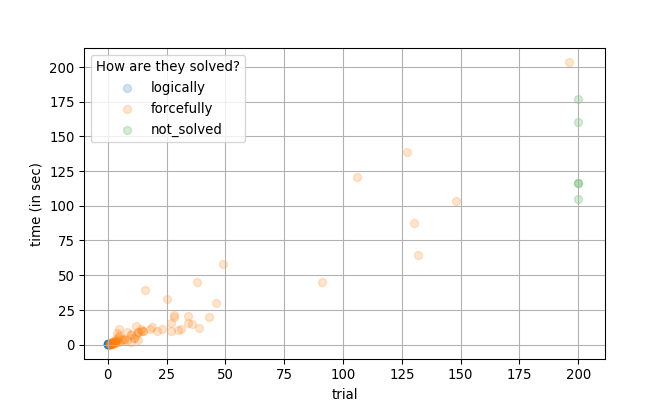 How are they solved?
logically
forcefully
not_solved
200
175
150
125
100
75
50
25
0
time (in sec)
0 25 50 75 100 125 150 175 200
trial